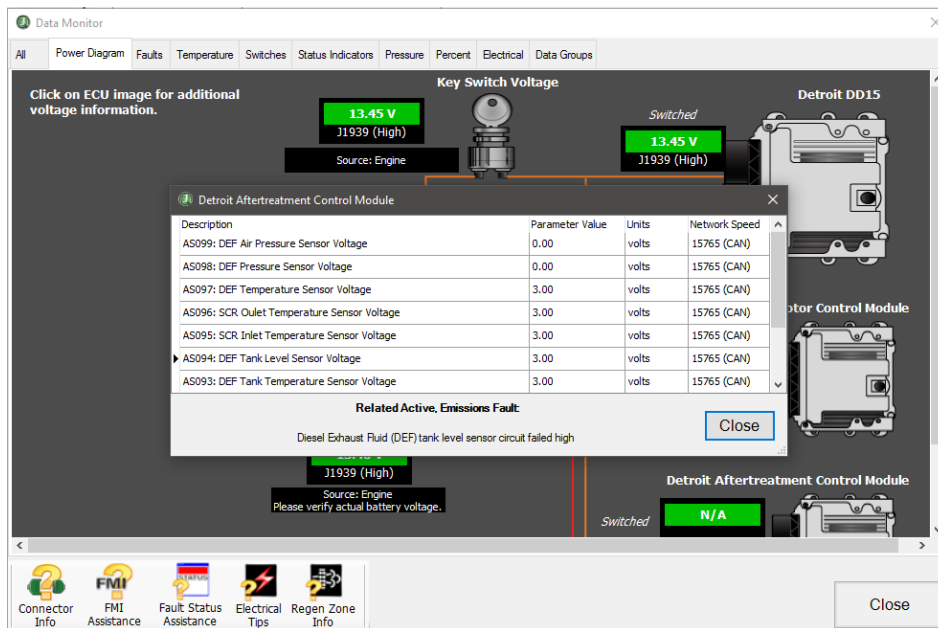 Data Monitor
All Power Diagram Faults Temperature Switches Status Indicators Pressure Percent Electrical Data Groups
Click on ECU image for additional
voltage information.
Key Switch Voltage
13.45 V
J1939 (High)
Source: Engine
Switched
13.45 V
J1939 (High)
Detroit DD15
Detroit Aftertreatment Control Module
Description Parameter Value Units Network Speed
AS099: DEF Air Pressure Sensor Voltage 0.00 volts 15765 (CAN)
AS098: DEF Pressure Sensor Voltage 0.00 volts 15765 (CAN)
AS097: DEF Temperature Sensor Voltage 3.00 volts 15765 (CAN)
AS096: SCR Oulet Temperature Sensor Voltage 3.00 volts 15765 (CAN)
AS095: SCR Inlet Temperature Sensor Voltage 3.00 volts 15765 (CAN)
AS094: DEF Tank Level Sensor Voltage 3.00 volts 15765 (CAN)
AS093: DEF Tank Temperature Sensor Voltage 3.00 volts 15765 (CAN)
Related Active, Emissions Fault:
Diesel Exhaust Fluid (DEF) tank level sensor circuit failed high
Close
otor Control Module
J1939 (High)
Source: Engine
Please verify actual battery voltage.
Detroit Aftertreatment Control Module
Switched
N/A
Connector
Info
FMI
FMI
Assistance
STATUS
Fault Status
Assistance
Electrical
Tips
Regen Zone
Info
Close